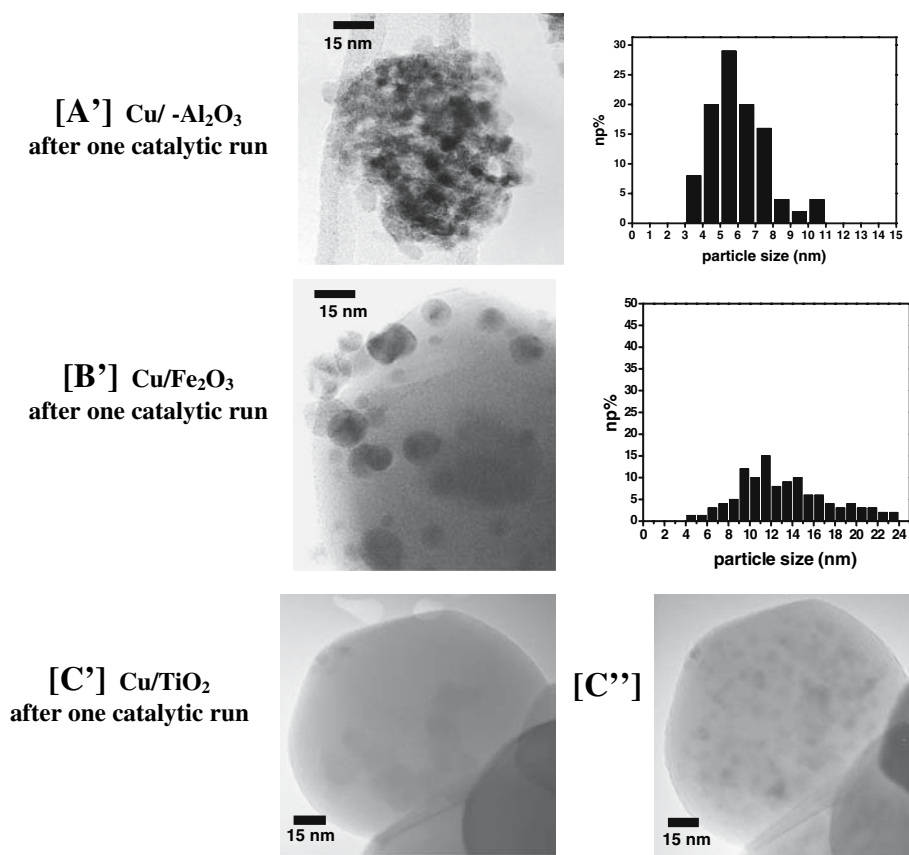 [A’] Cu/ -Al₂O₃
after one catalytic run
15 nm
np%
30
25
20
15
10
5
0
0 1 2 3 4 5 6 7 8 9 10 11 12 13 14 15
particle size (nm)
[B’] Cu/Fe₂O₃
after one catalytic run
15 nm
np%
50
45
40
35
30
25
20
15
10
5
0
0 2 4 6 8 10 12 14 16 18 20 22 24
particle size (nm)
[C’] Cu/TiO₂
after one catalytic run
15 nm
[C’’]
15 nm